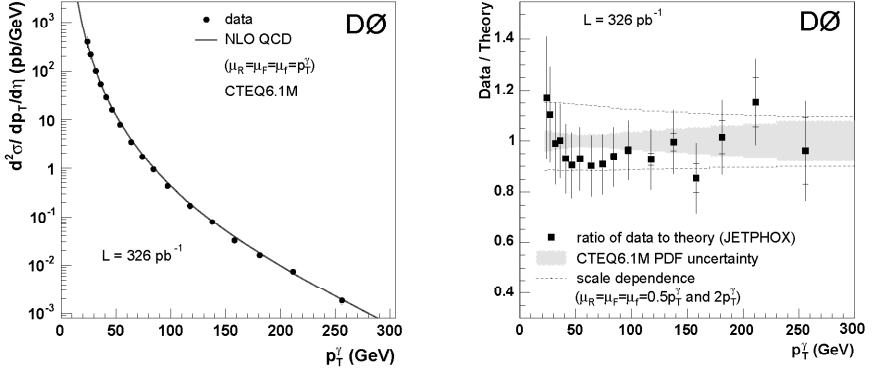 DØ
data
NLO QCD
(μR=μF=μf=pTγ)
CTEQ6.1M
L = 326 pb-1
d2σ/ dpT/dη (pb/GeV)
103
102
10
1
10-1
10-2
10-3
0 50 100 150 200 250 300
pTγ (GeV)
DØ
L = 326 pb-1
Data / Theory
1.4
1.2
1
0.8
0.6
0.4
ratio of data to theory (JETPHOX)
CTEQ6.1M PDF uncertainty
scale dependence
(μR=μF=μf=0.5pTγ and 2pTγ)
0 50 100 150 200 250 300
pTγ (GeV)